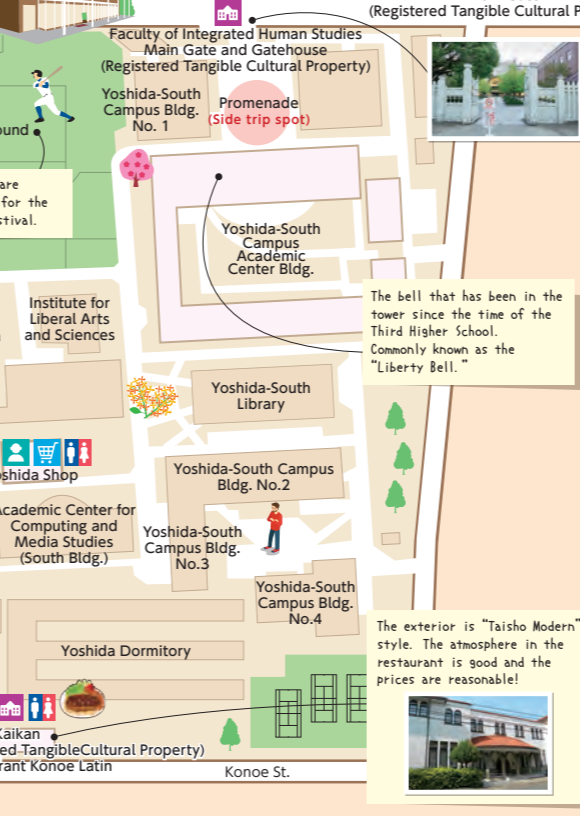 (Registered Tangible Cultural P
Faculty of Integrated Human Studies
Main Gate and Gatehouse
(Registered Tangible Cultural Property)
Yoshida-South
Campus Bldg.
No. 1
Promenade
(Side trip spot)
ound
are
for the
stival.
Yoshida-South
Campus
Academic
Center Bldg.
The bell that has been in the
tower since the time of the
Third Higher School.
Commonly known as the
"Liberty Bell."
Institute for
Liberal Arts
and Sciences
Yoshida-South
Library
oshida Shop
Yoshida-South Campus
Bldg. No.2
Academic Center for
Computing and
Media Studies
(South Bldg.)
Yoshida-South
Campus Bldg.
No.3
Yoshida-South
Campus Bldg.
No.4
Yoshida Dormitory
The exterior is "Taisho Modern"
style. The atmosphere in the
restaurant is good and the
prices are reasonable!
Kaikan
ed TangibleCultural Property)
rant Konoe Latin
Konoe St.